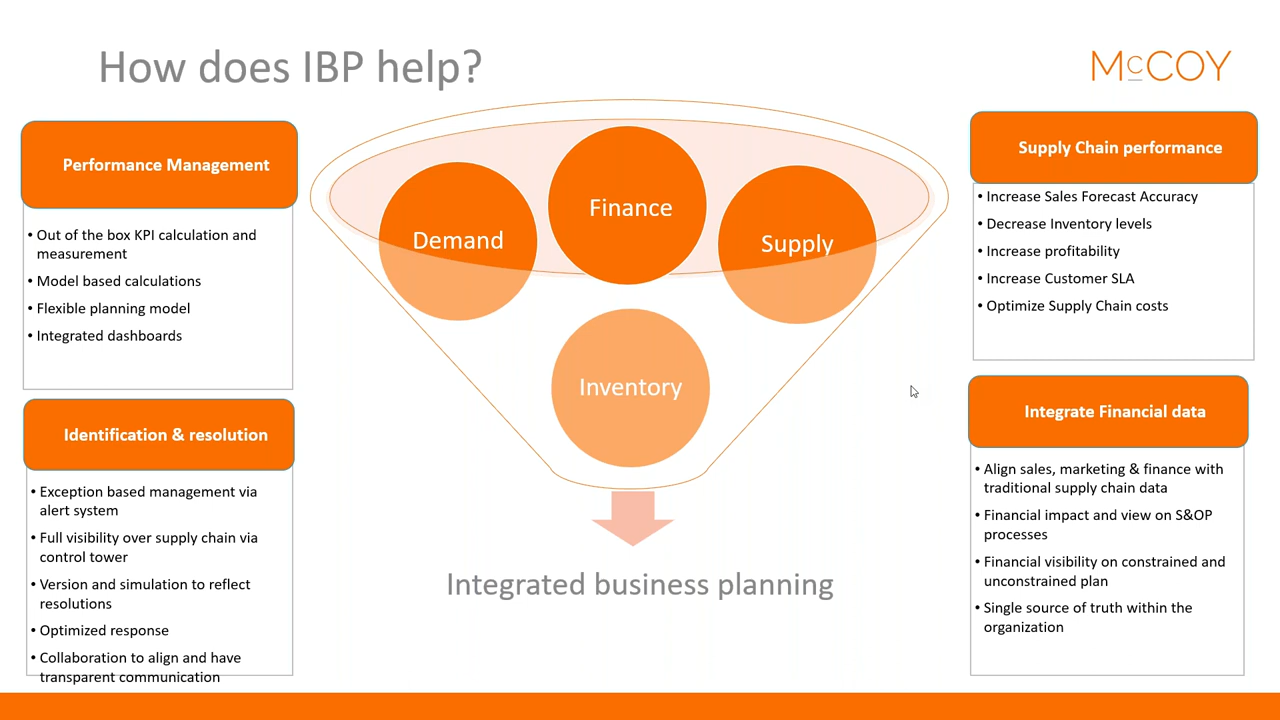 How does IBP help?
McCOY
Performance Management
• Out of the box KPI calculation and
measurement
• Model based calculations
• Flexible planning model
• Integrated dashboards
Identification & resolution
• Exception based management via
alert system
• Full visibility over supply chain via
control tower
• Version and simulation to reflect
resolutions
• Optimized response
• Collaboration to align and have
transparent communication
Demand
Finance
Supply
Inventory
Integrated business planning
Supply Chain performance
• Increase Sales Forecast Accuracy
• Decrease Inventory levels
• Increase profitability
• Increase Customer SLA
• Optimize Supply Chain costs
Integrate Financial data
• Align sales, marketing & finance with
traditional supply chain data
• Financial impact and view on S&OP
processes
• Financial visibility on constrained and
unconstrained plan
• Single source of truth within the
organization